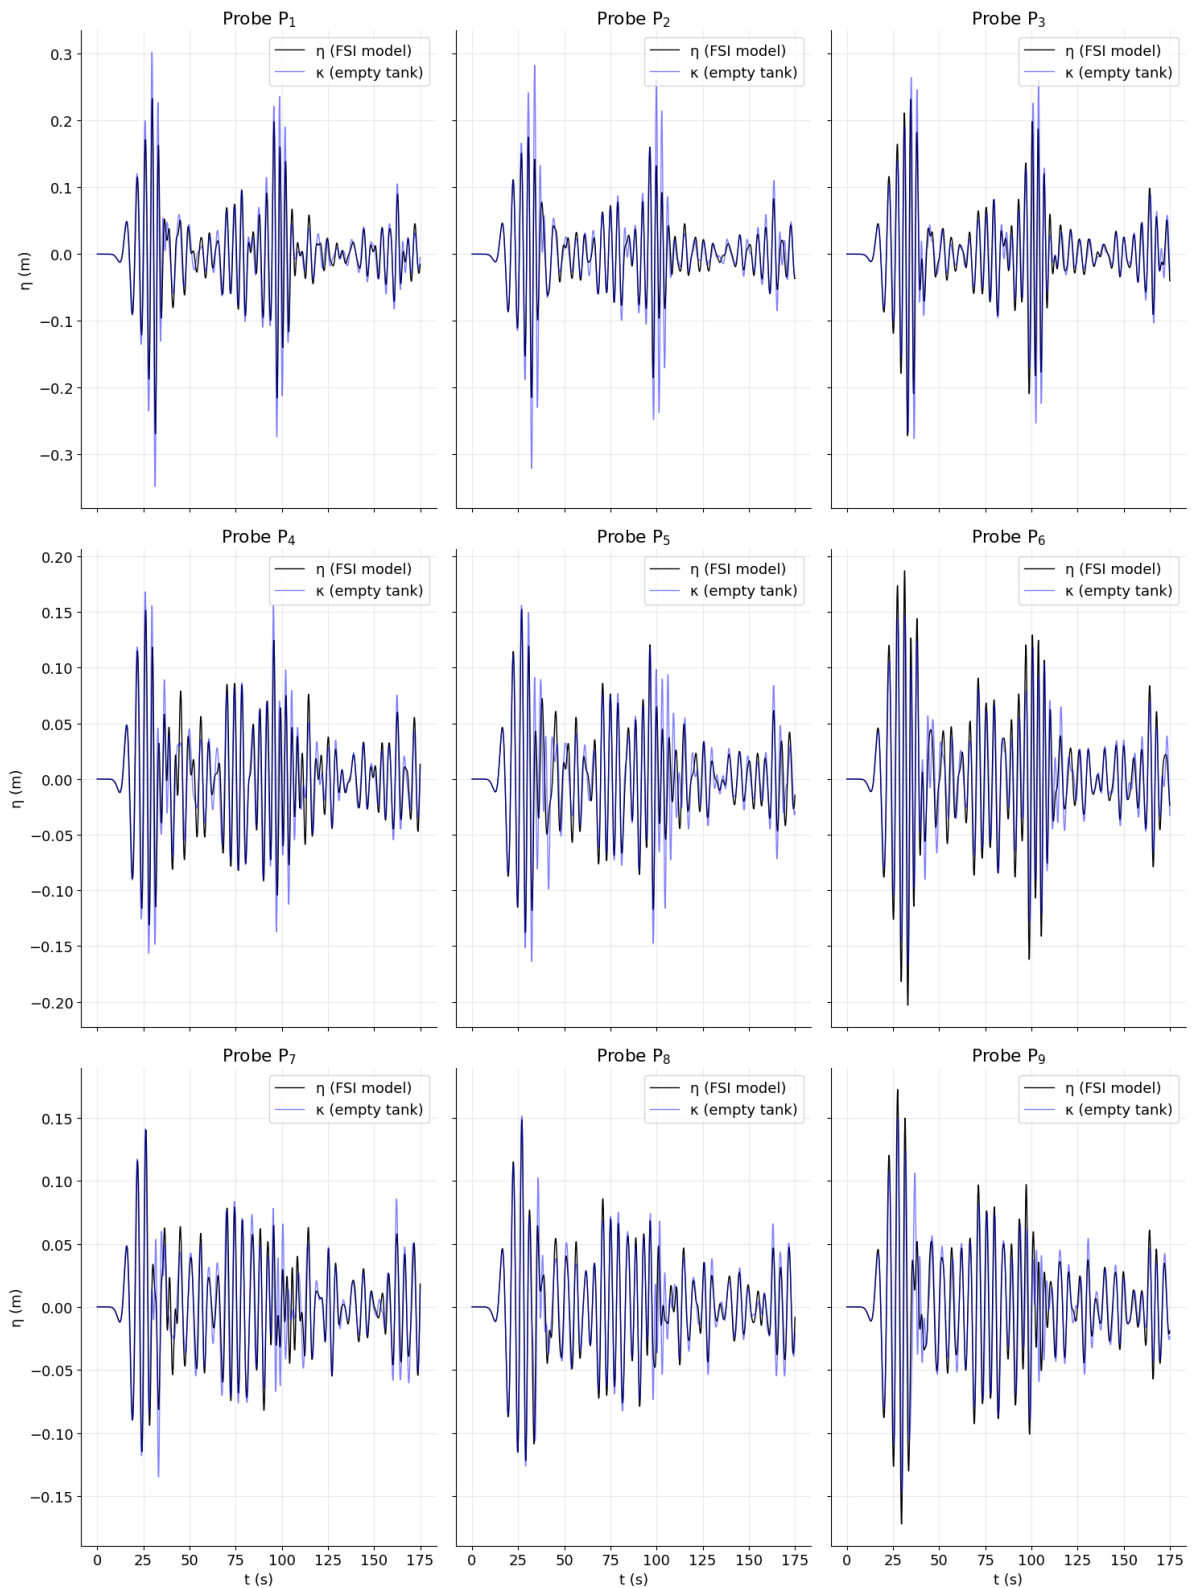 Probe P₁
Probe P₂
Probe P₃
η (FSI model)
κ (empty tank)
η (FSI model)
κ (empty tank)
η (FSI model)
κ (empty tank)
0.3
0.2
0.1
0.0
−0.1
−0.2
−0.3
η (m)
Probe P₄
Probe P₅
Probe P₆
η (FSI model)
κ (empty tank)
η (FSI model)
κ (empty tank)
η (FSI model)
κ (empty tank)
0.20
0.15
0.10
0.05
0.00
−0.05
−0.10
−0.15
−0.20
η (m)
Probe P₇
Probe P₈
Probe P₉
η (FSI model)
κ (empty tank)
η (FSI model)
κ (empty tank)
η (FSI model)
κ (empty tank)
0.15
0.10
0.05
0.00
−0.05
−0.10
−0.15
η (m)
0 25 50 75 100 125 150 175
0 25 50 75 100 125 150 175
0 25 50 75 100 125 150 175
t (s)
t (s)
t (s)